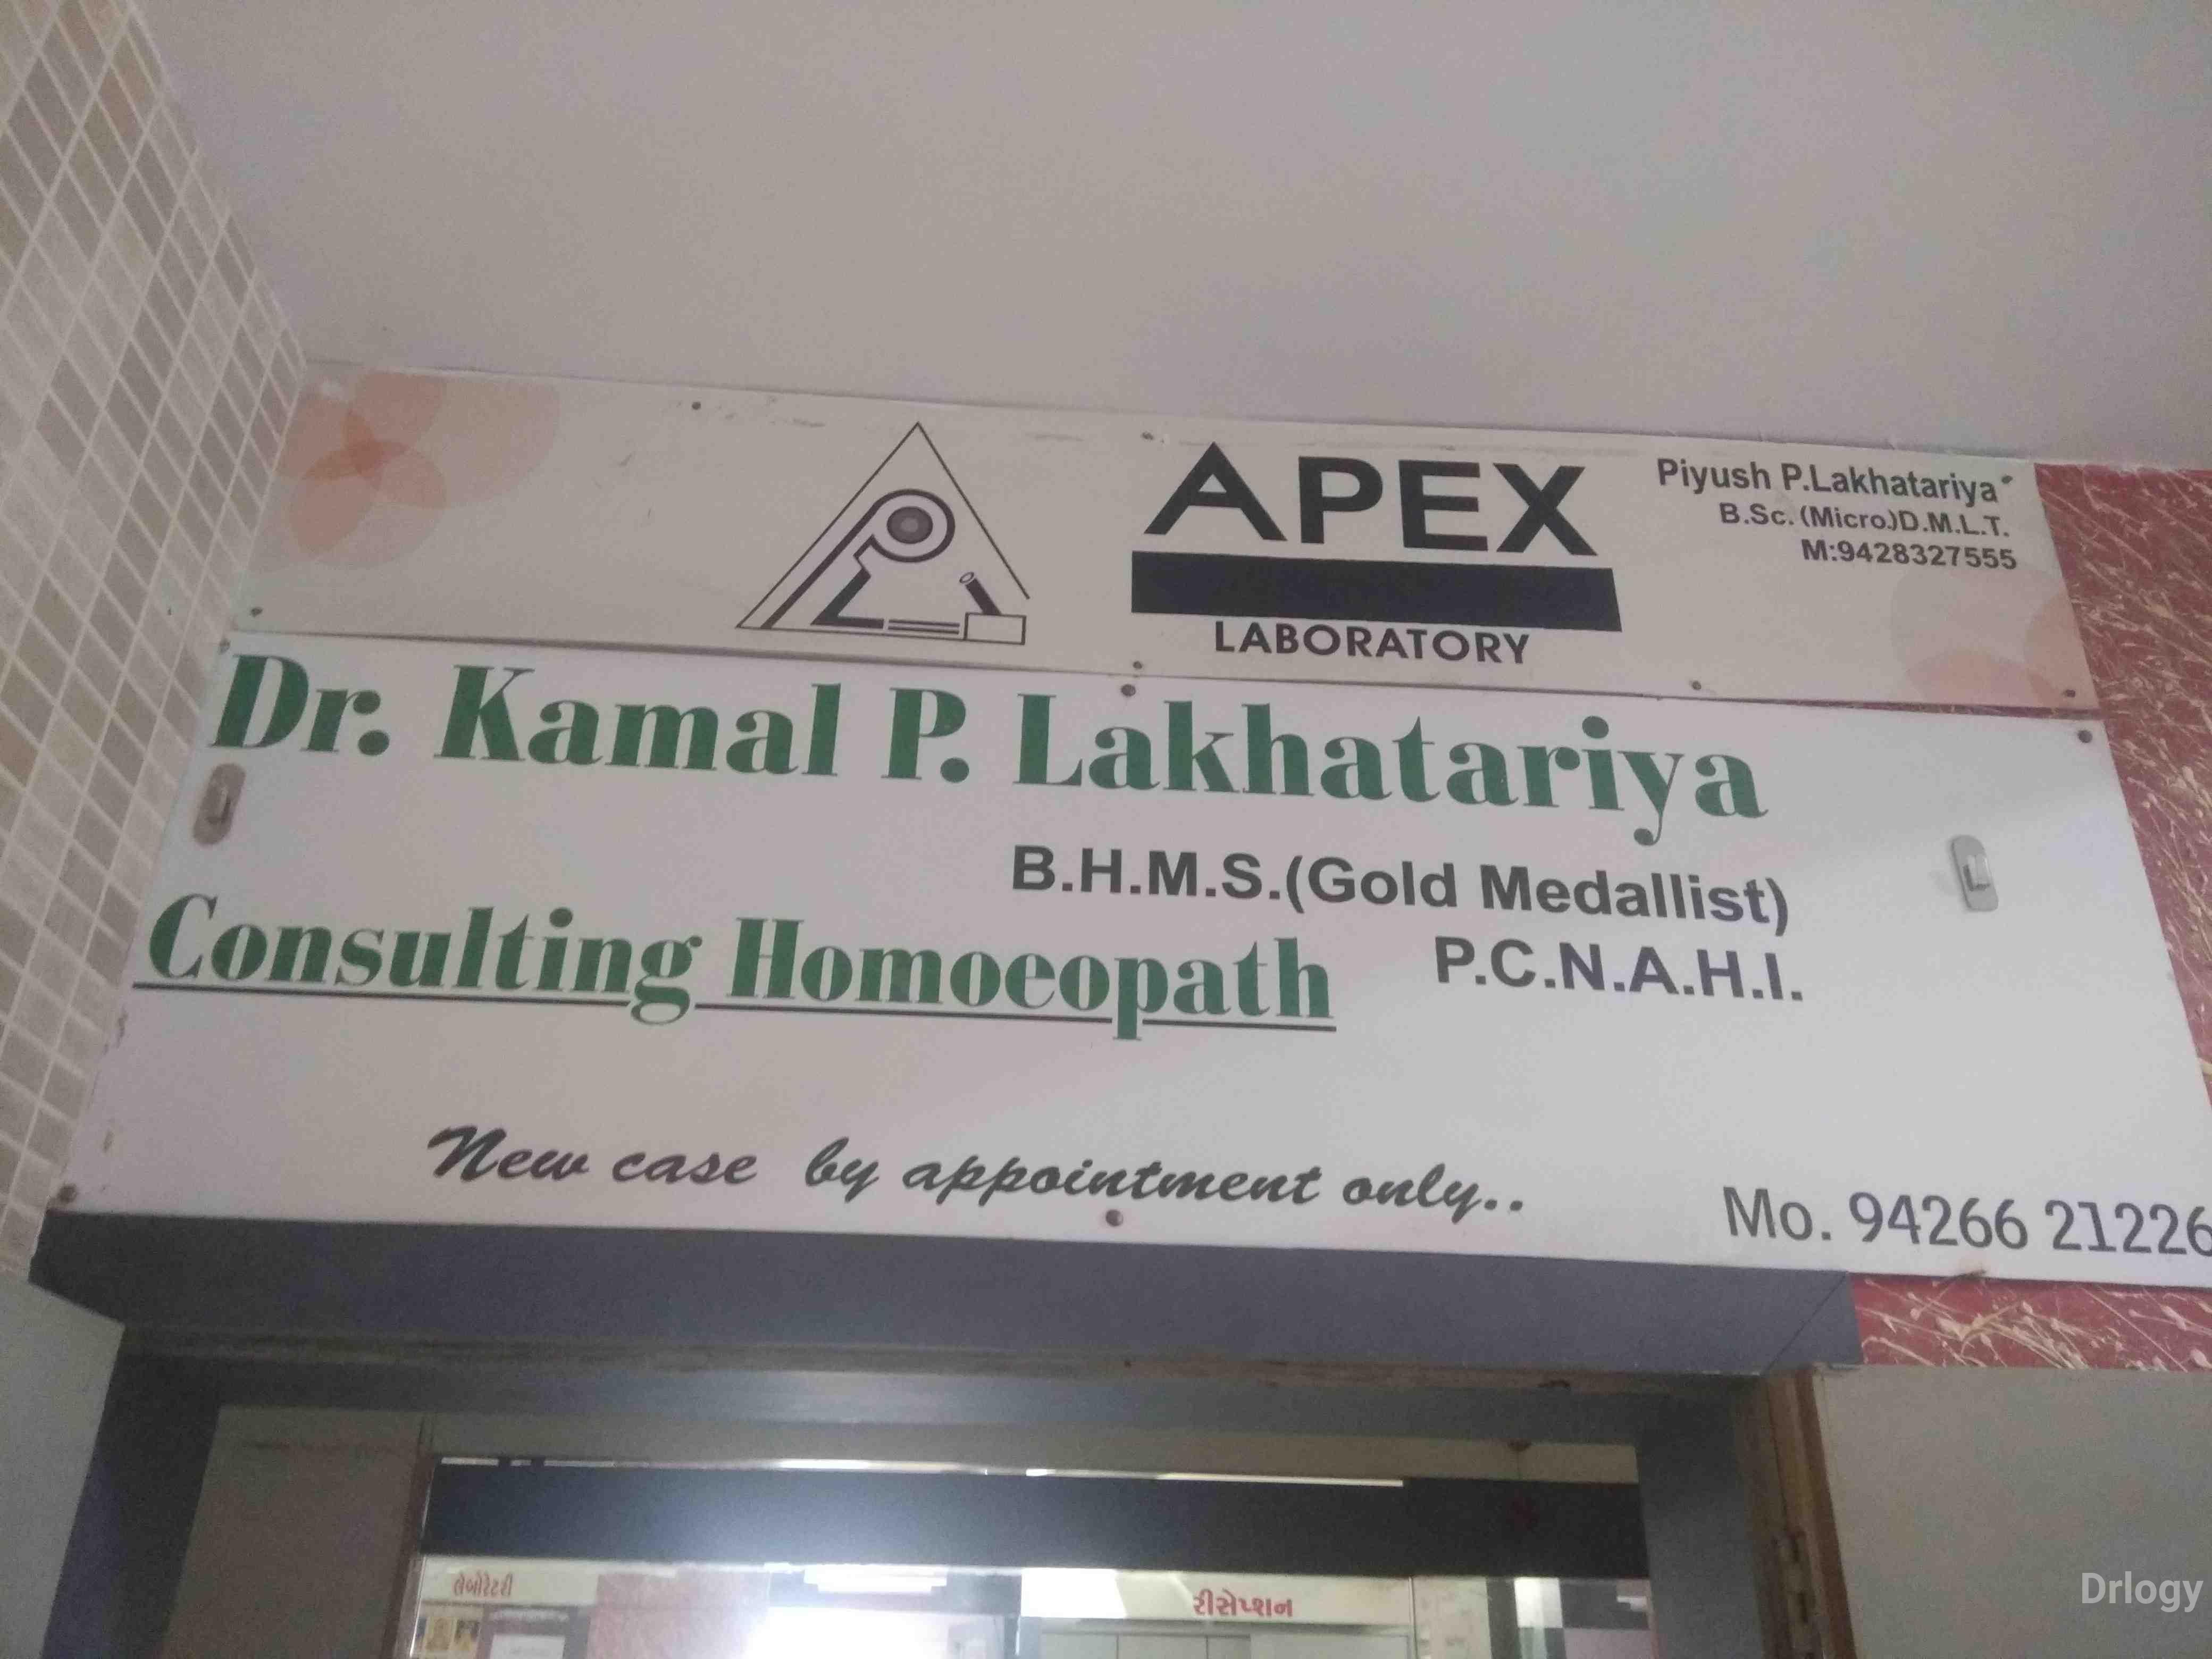 APEX
LABORATORY
Piyush P.Lakhatariya
B.Sc. (Micro.)D.M.L.T.
M:9428327555
Dr. Kamal P. Lakhatariya
B.H.M.S.(Gold Medallist)
Consulting Homoeopath
P.C.N.A.H.I.
New case by appointment only..
Mo. 94266 21226
લેબોરેટરી
રીસેપ્શન
Drlogy